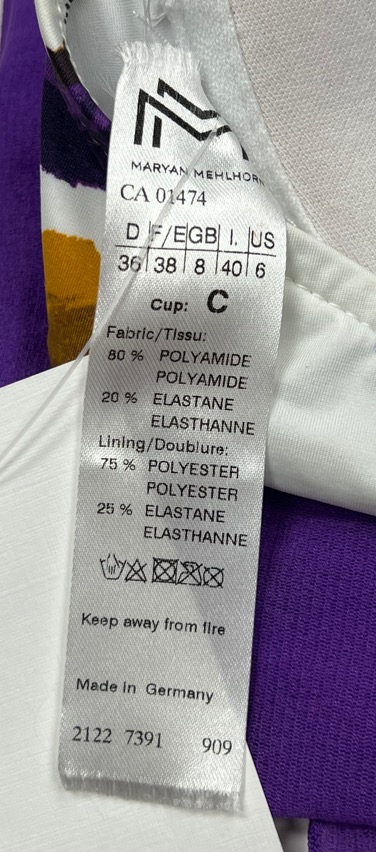 MARYAN MEHLHORN
CA 01474
D F/E GB I. US
36 38 8 40 6
Cup: C
Fabric/Tissu:
80 % POLYAMIDE
POLYAMIDE
20 % ELASTANE
ELASTHANNE
Lining/Doublure:
75 % POLYESTER
POLYESTER
25 % ELASTANE
ELASTHANNE
Keep away from fire
Made in Germany
2122 7391 909